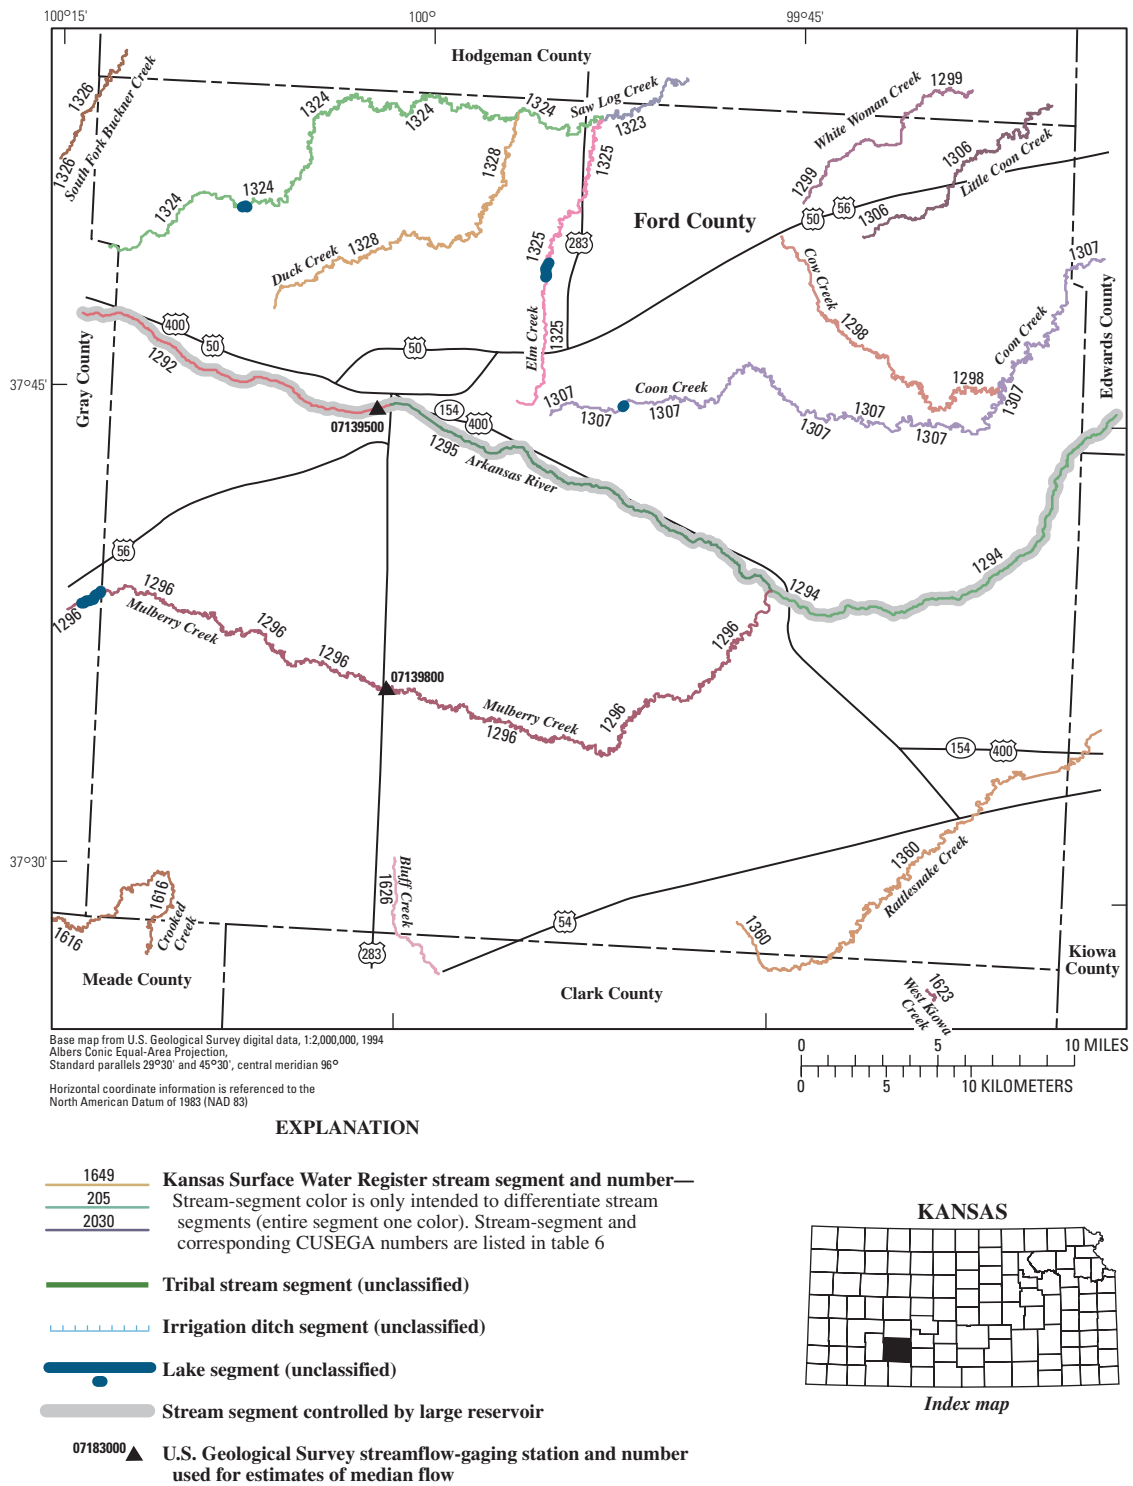 100°15'
100°
99°45'
Hodgeman County
1326
South Fork Buckner Creek
1326
1324
1324
1324
Saw Log Creek
1323
White Woman Creek
1299
1306
Little Coon Creek
1328
1325
1299
1324
1324
50
56
1306
Ford County
Duck Creek
1328
1325
283
Cow Creek
1307
Edwards County
400
50
1292
Gray County
50
Elm Creek
1325
1298
Coon Creek
37°45'
1307
1307
Coon Creek
1307
1298
1307
1307
1307
1307
154
400
07139500
1295
Arkansas River
56
1294
1294
1296
1296
Mulberry Creek
1296
1296
1296
07139800
Mulberry Creek
1296
1296
154
400
37°30'
1360
Rattlesnake Creek
1616
Crooked
Creek
1616
1626
Bluff Creek
283
54
1360
Kiowa
County
Meade County
Clark County
1623
West Kiowa
Creek
Base map from U.S. Geological Survey digital data, 1:2,000,000, 1994
Albers Conic Equal-Area Projection,
Standard parallels 29°30' and 45°30', central meridian 96°
Horizontal coordinate information is referenced to the
North American Datum of 1983 (NAD 83)
0 5 10 MILES
0 5 10 KILOMETERS
EXPLANATION
1649
205
2030
Kansas Surface Water Register stream segment and number—
Stream-segment color is only intended to differentiate stream
segments (entire segment one color). Stream-segment and
corresponding CUSEGA numbers are listed in table 6
Tribal stream segment (unclassified)
Irrigation ditch segment (unclassified)
Lake segment (unclassified)
Stream segment controlled by large reservoir
07183000
U.S. Geological Survey streamflow-gaging station and number
used for estimates of median flow
KANSAS
Index map